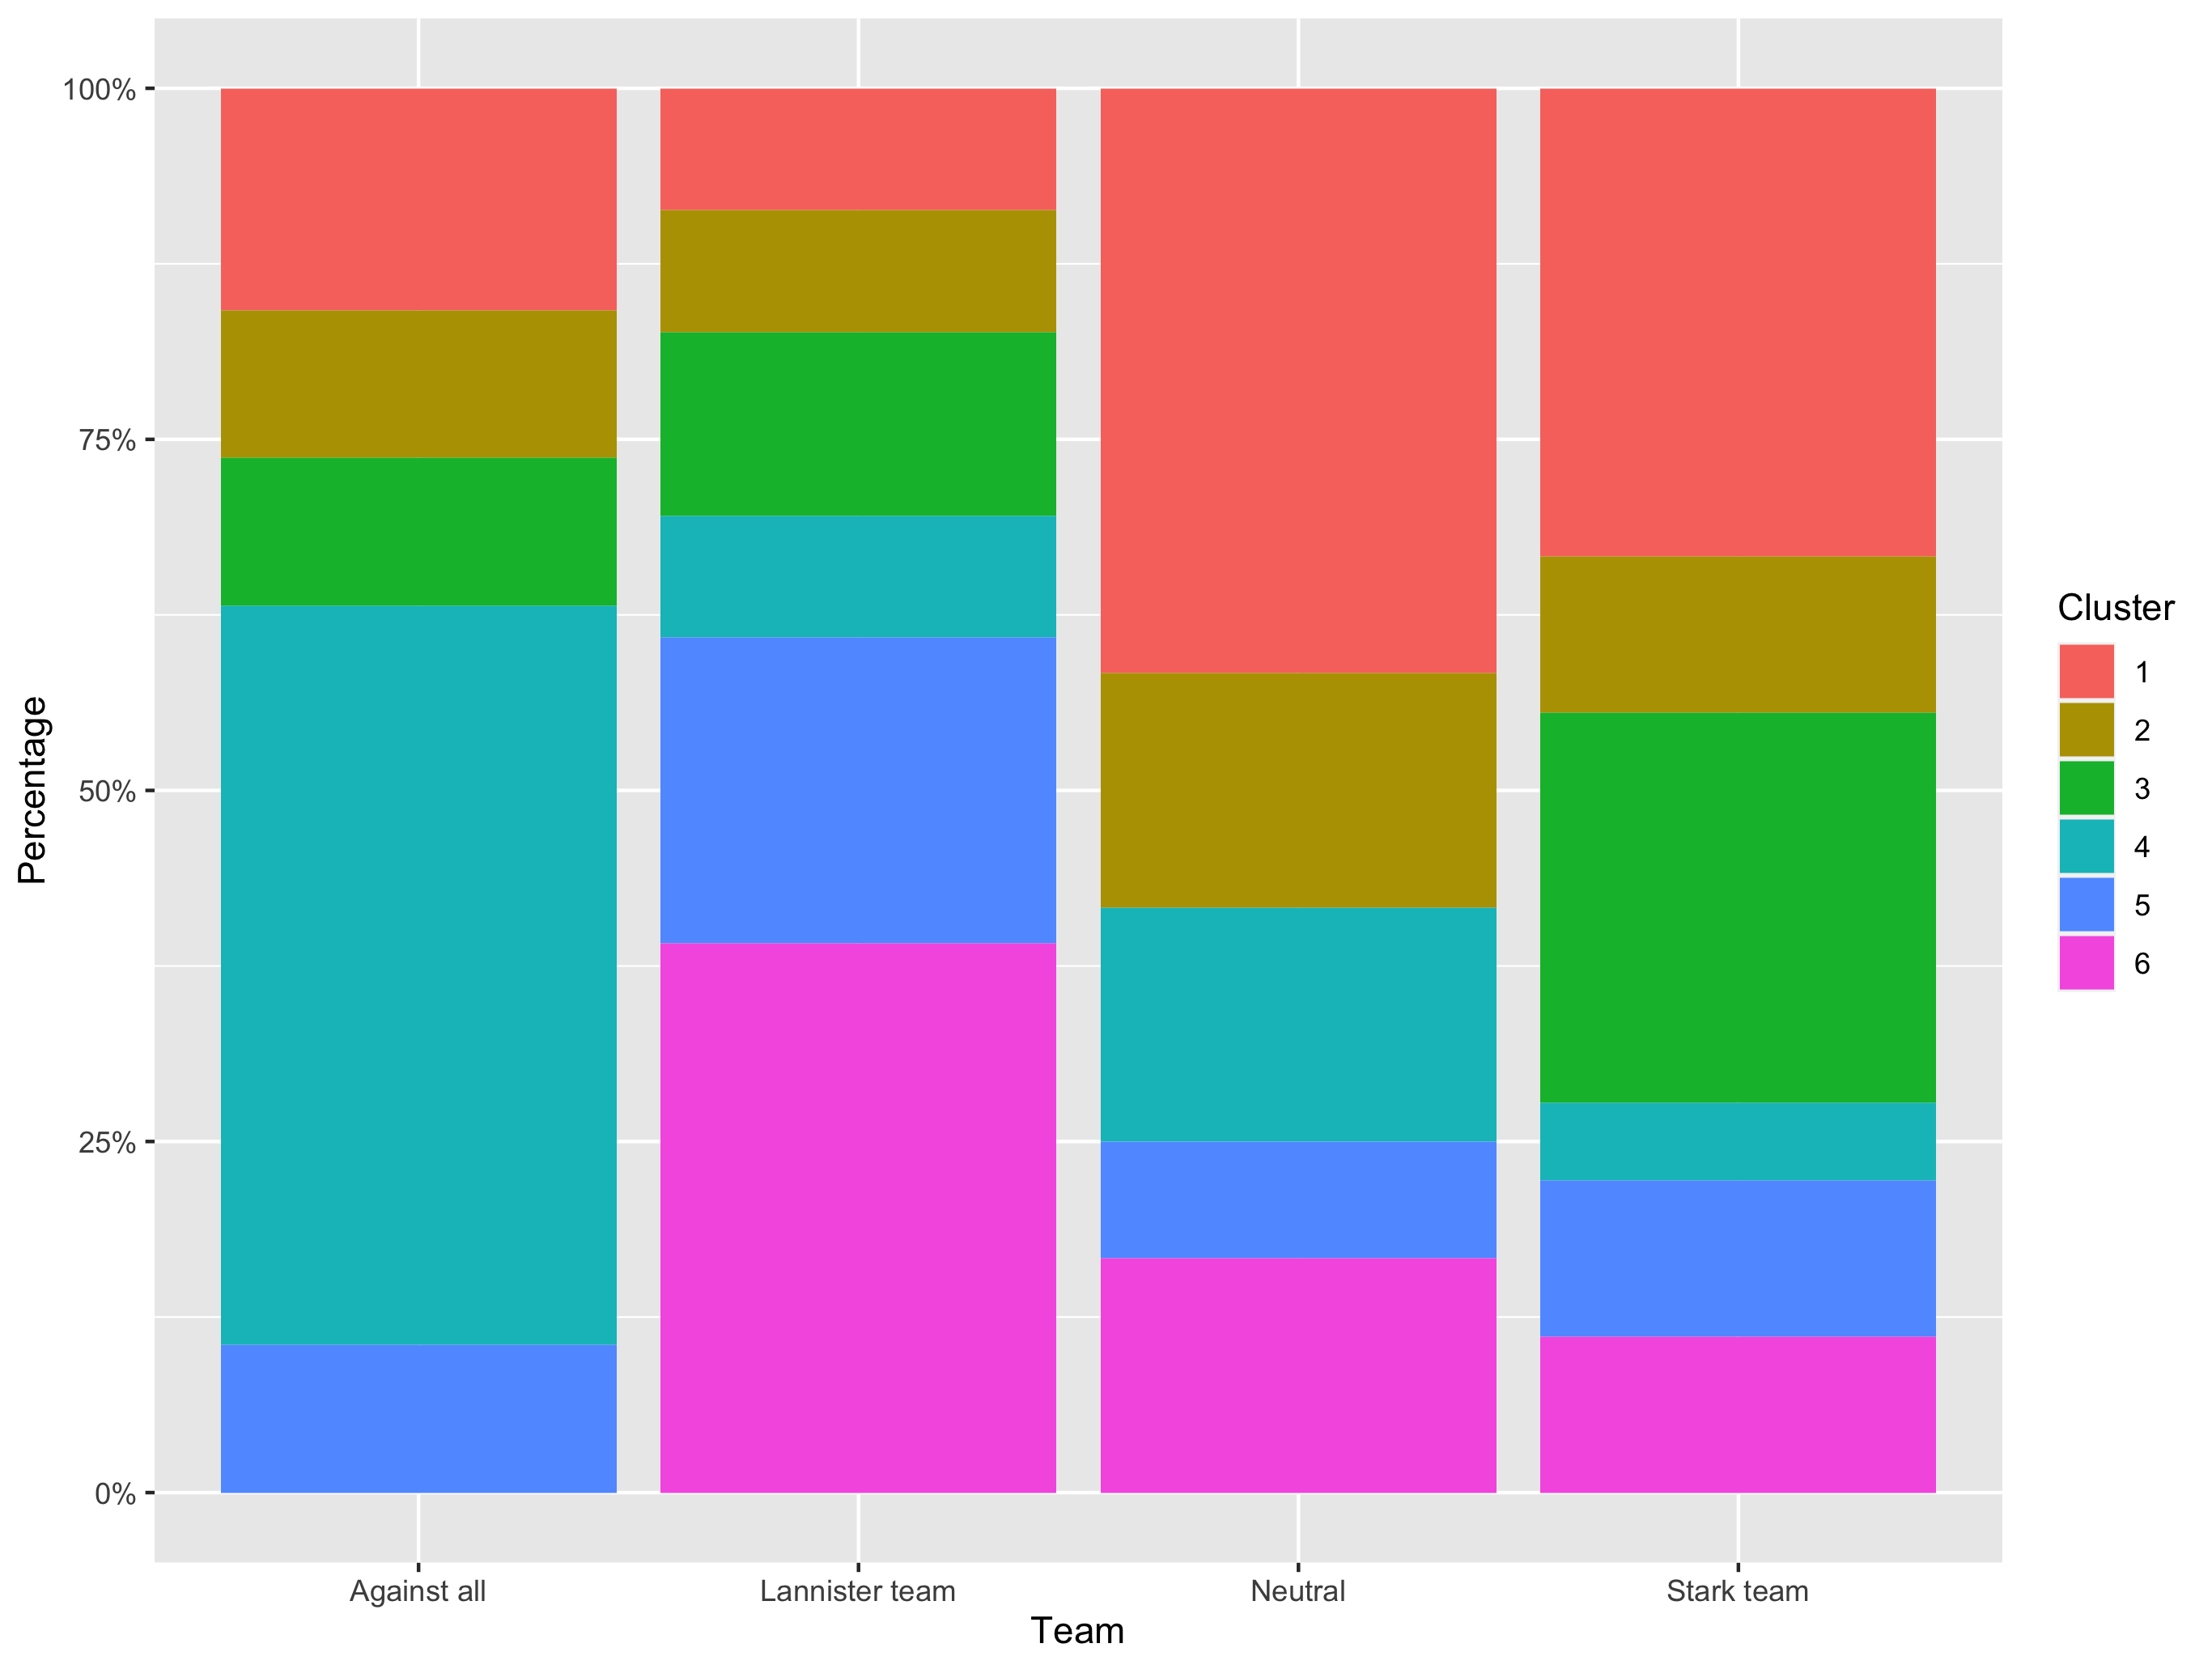 100%
75%
50%
25%
0%
Percentage
Against all
Lannister team
Neutral
Stark team
Team
Cluster
1
2
3
4
5
6